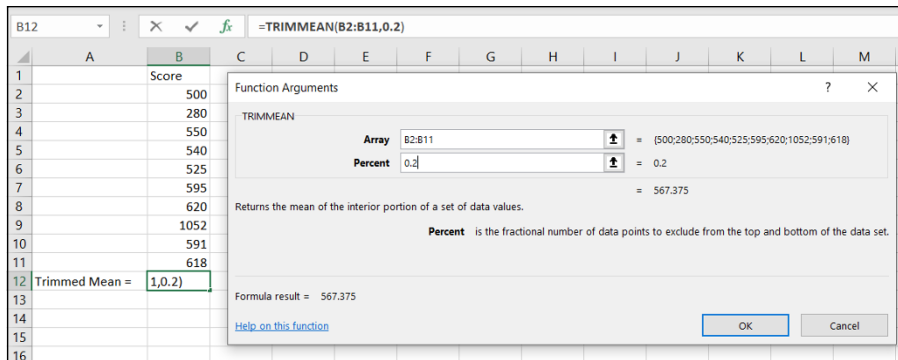 B12 fx =TRIMMEAN(B2:B11,0.2)
A B C D E F G H I J K L M
1 Score
2 500
3 280
4 550
5 540
6 525
7 595
8 620
9 1052
10 591
11 618
12 Trimmed Mean = 1,0.2)
13
14
15
16
Function Arguments ? ×
TRIMMEAN
Array B2:B11 = {500;280;550;540;525;595;620;1052;591;618}
Percent 0.2 = 0.2
= 567.375
Returns the mean of the interior portion of a set of data values.
Percent is the fractional number of data points to exclude from the top and bottom of the data set.
Formula result = 567.375
Help on this function OK Cancel